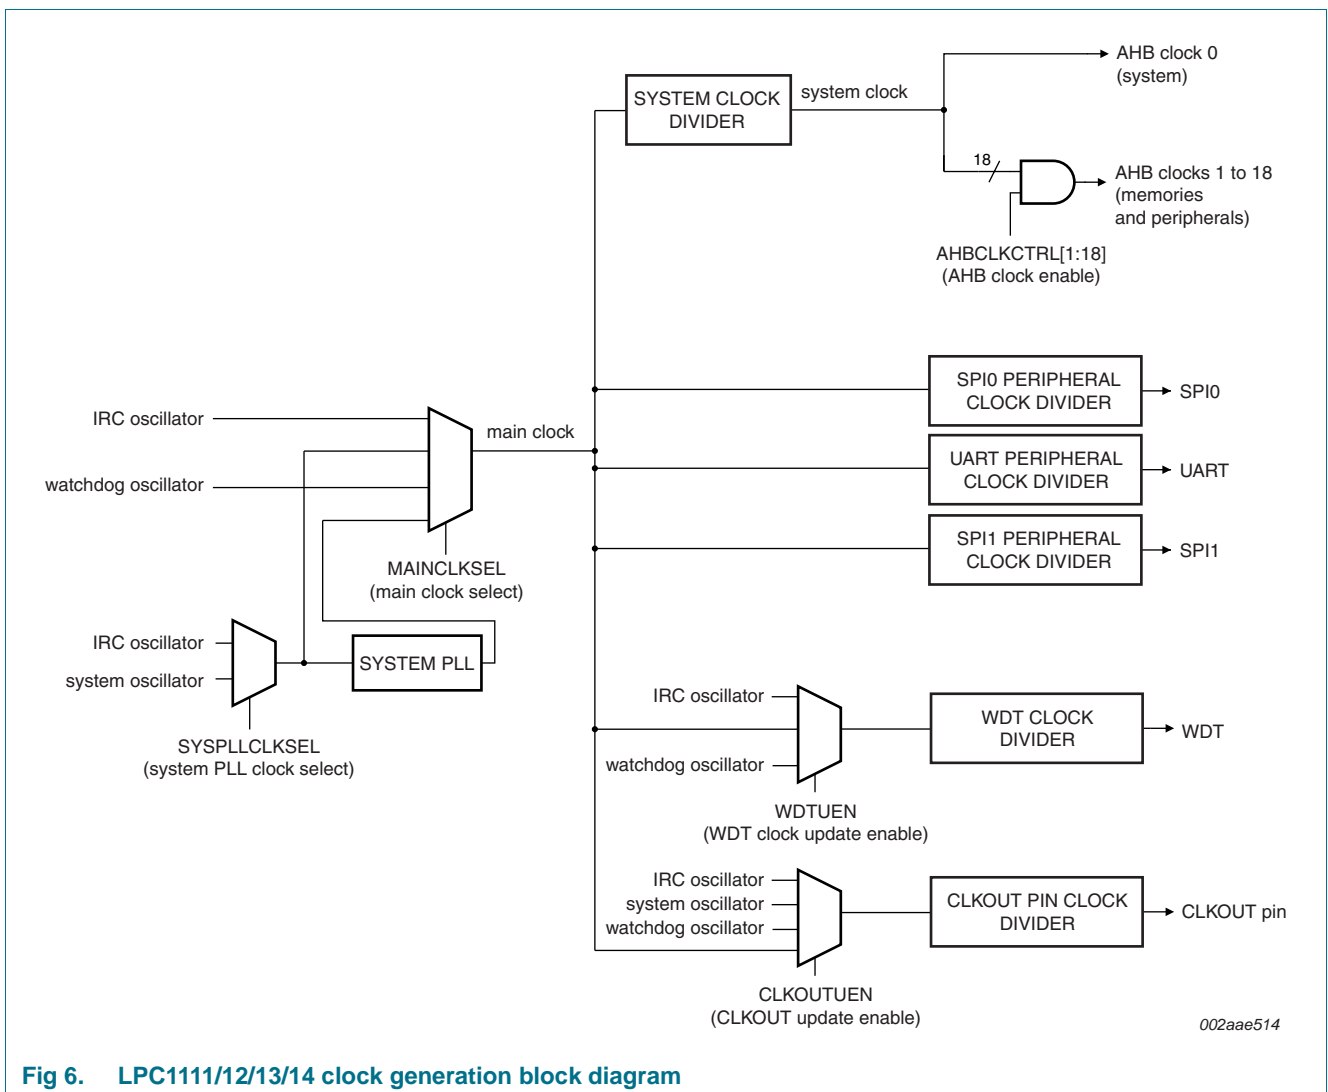 AHB clock 0
(system)
SYSTEM CLOCK
DIVIDER
system clock
18
AHB clocks 1 to 18
(memories
and peripherals)
AHBCLKCTRL[1:18]
(AHB clock enable)
SPI0 PERIPHERAL
CLOCK DIVIDER
SPI0
IRC oscillator
main clock
UART PERIPHERAL
CLOCK DIVIDER
UART
watchdog oscillator
SPI1 PERIPHERAL
CLOCK DIVIDER
SPI1
MAINCLKSEL
(main clock select)
IRC oscillator
system oscillator
SYSTEM PLL
SYSPLLCLKSEL
(system PLL clock select)
IRC oscillator
watchdog oscillator
WDT CLOCK
DIVIDER
WDT
WDTUEN
(WDT clock update enable)
IRC oscillator
system oscillator
watchdog oscillator
CLKOUT PIN CLOCK
DIVIDER
CLKOUT pin
CLKOUTUEN
(CLKOUT update enable)
002aae514
Fig 6. LPC1111/12/13/14 clock generation block diagram